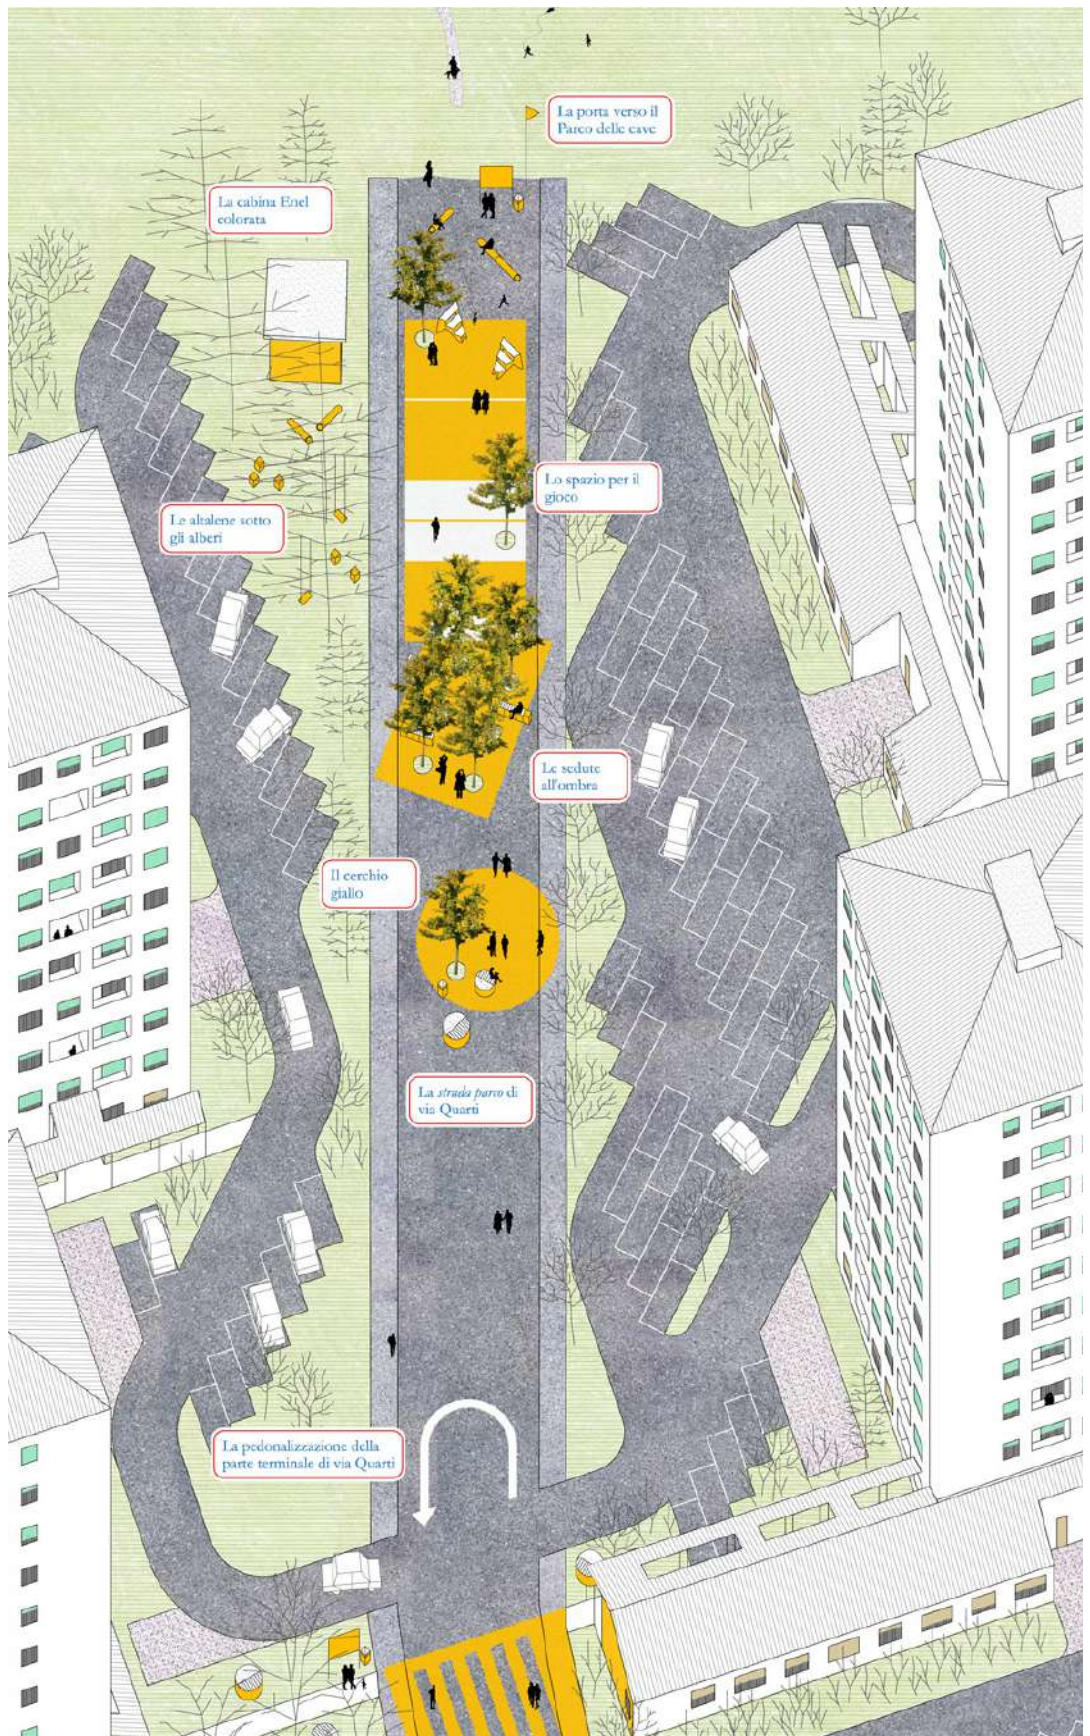 La porta verso il
Parco delle cave
La cabina Enel
colorata
Lo spazio per il
gioco
Le altalene sotto
gli alberi
Le sedute
all'ombra
Il cerchio
giallo
La strada parco di
via Quarti
La pedonalizzazione della
parte terminale di via Quarti